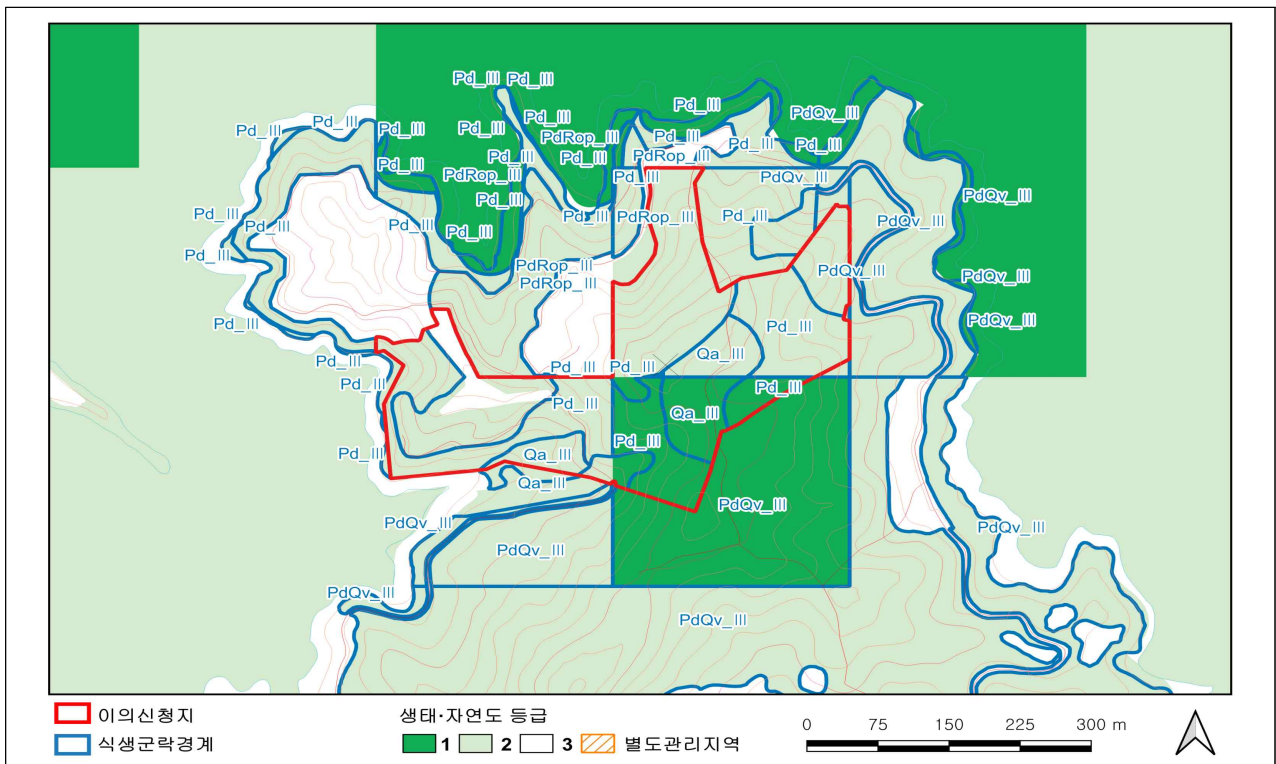 Pd_III Pd_III
Pd_III
Pd_III Pd_III Pd_III PdQv_III
Pd_III Pd_III Pd_III PdRop_III Pd_III Pd_III Pd_III
Pd_III PdRop_III
Pd_III PdRop_III Pd_III Pd_III PdQv_III PdQv_III
Pd_III Pd_III Pd_III Pd_III PdRop_III Pd_III PdQv_III
Pd_III Pd_III
Pd_III PdRop_III PdQv_III PdQv_III
PdRop_III
Pd_III Pd_III PdQv_III
Pd_III Pd_III Pd_III Qa_III
Pd_III Pd_III Pd_III
Qa_III
Pd_III Qa_III Pd_III
Qa_III
PdQv_III PdQv_III PdQv_III
PdQv_III
PdQv_III PdQv_III
이의신청지
식생군락경계
생태·자연도 등급
1 2 3 별도관리지역
0 75 150 225 300 m